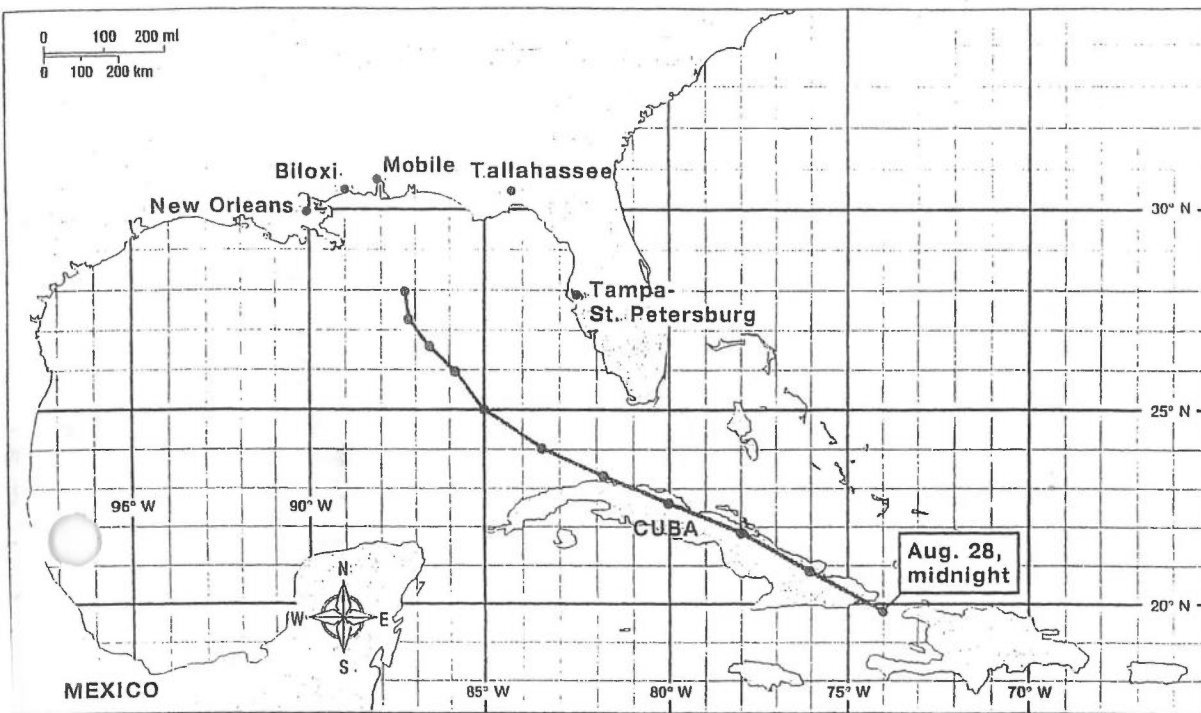 0 100 200 mi
0 100 200 km
Biloxi
Mobile
Tallahassee
New Orleans
30° N
Tampa-
St. Petersburg
25° N
95° W
90° W
CUBA
Aug. 28,
midnight
N
W
E
S
20° N
MEXICO
85° W
80° W
75° W
70° W